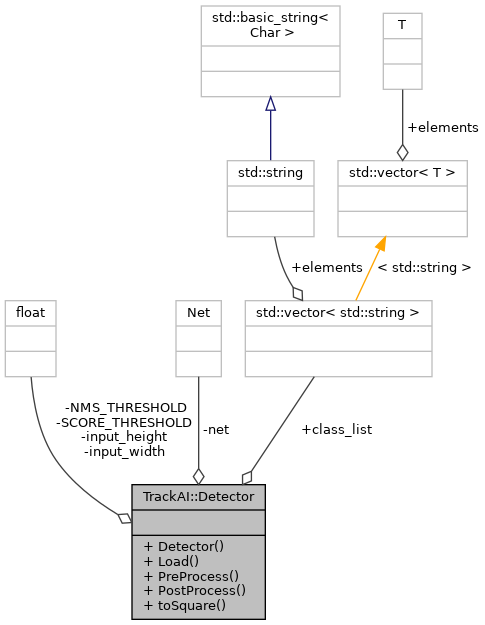 std::basic_string<
Char >
T
+elements
std::string
std::vector< T >
+elements
< std::string >
float
Net
std::vector< std::string >
-NMS_THRESHOLD
-SCORE_THRESHOLD
-input_height
-input_width
-net
+class_list
TrackAI::Detector
+ Detector()
+ Load()
+ PreProcess()
+ PostProcess()
+ toSquare()